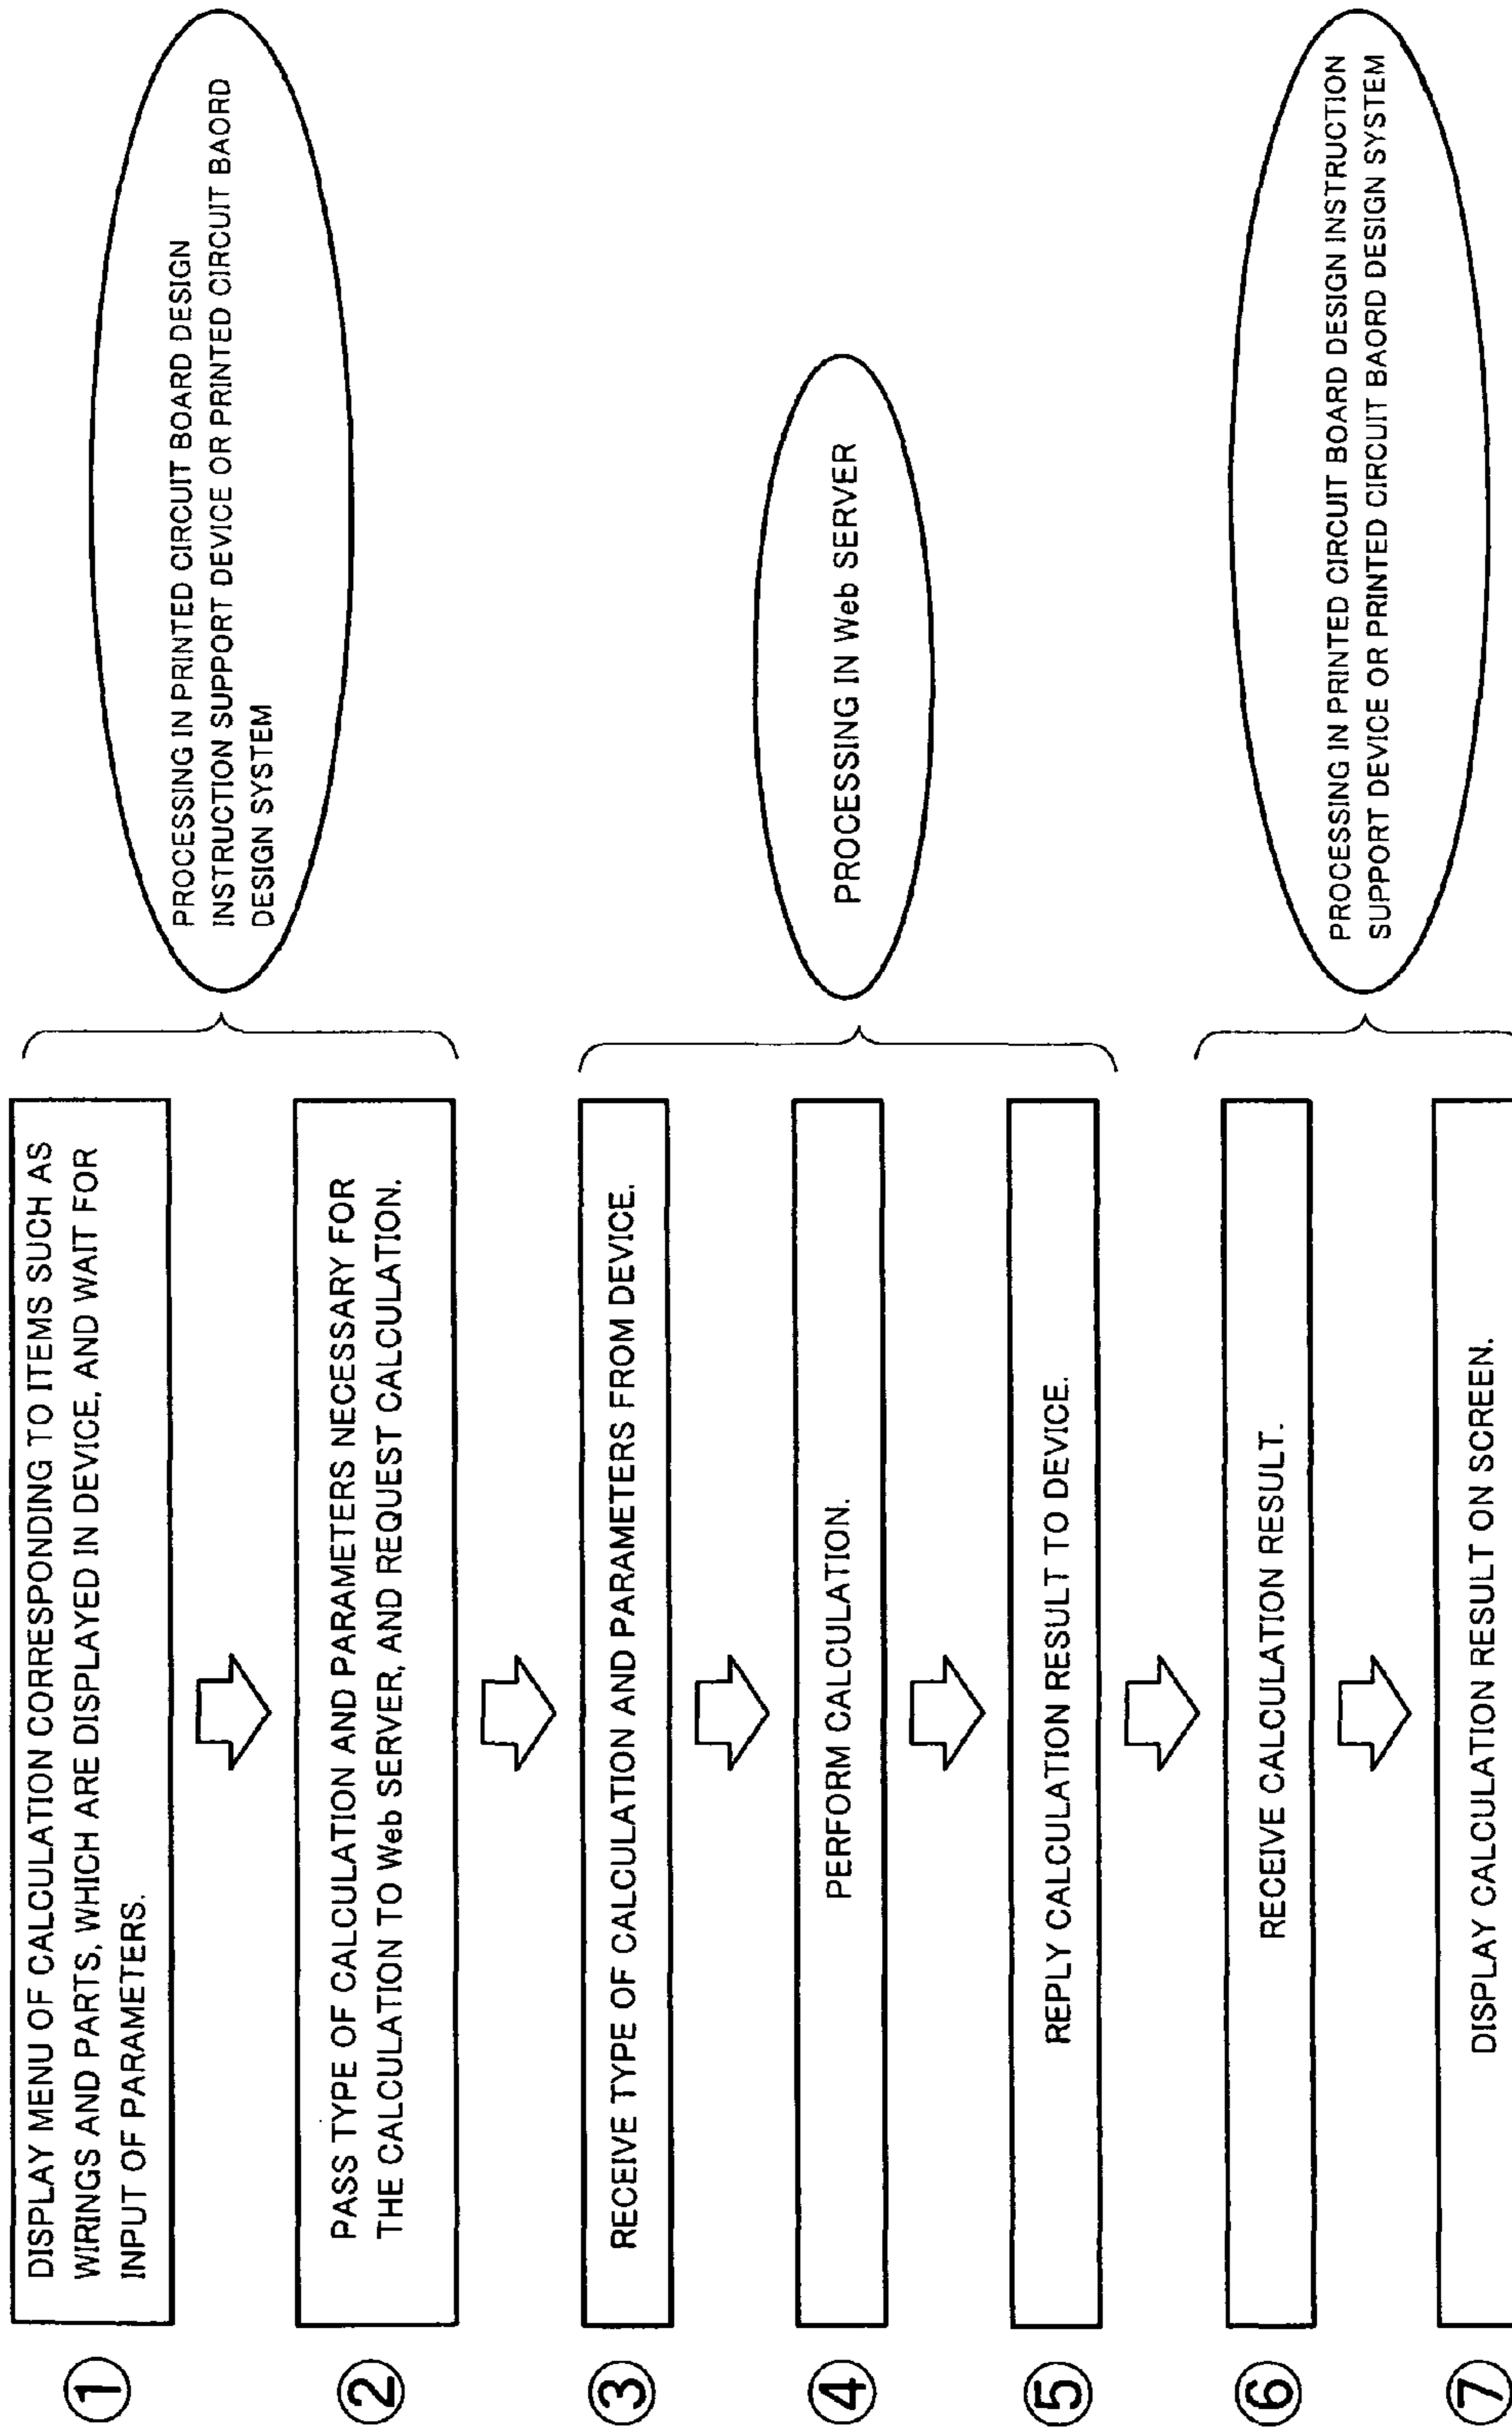 ①
DISPLAY MENU OF CALCULATION CORRESPONDING TO ITEMS SUCH AS
WIRINGS AND PARTS, WHICH ARE DISPLAYED IN DEVICE, AND WAIT FOR
INPUT OF PARAMETERS.
②
PASS TYPE OF CALCULATION AND PARAMETERS NECESSARY FOR
THE CALCULATION TO Web SERVER, AND REQUEST CALCULATION.
PROCESSING IN PRINTED CIRCUIT BOARD DESIGN
INSTRUCTION SUPPORT DEVICE OR PRINTED CIRCUIT BAORD
DESIGN SYSTEM
③
RECEIVE TYPE OF CALCULATION AND PARAMETERS FROM DEVICE.
④
PERFORM CALCULATION.
⑤
REPLY CALCULATION RESULT TO DEVICE.
PROCESSING IN Web SERVER
⑥
RECEIVE CALCULATION RESULT.
⑦
DISPLAY CALCULATION RESULT ON SCREEN.
PROCESSING IN PRINTED CIRCUIT BOARD DESIGN INSTRUCTION
SUPPORT DEVICE OR PRINTED CIRCUIT BAORD DESIGN SYSTEM